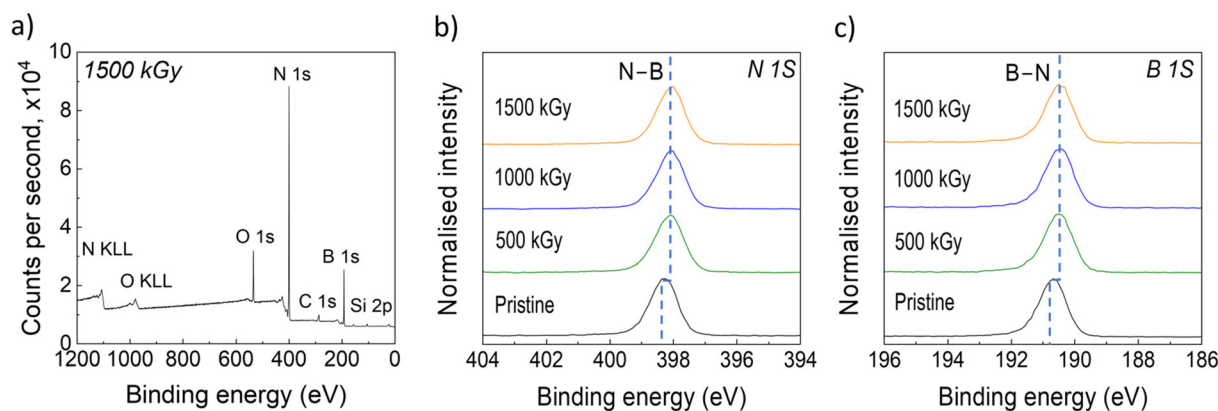 a)
1500 kGy
Counts per second, x10⁴
10
8
6
4
2
0
N KLL
O KLL
O 1s
N 1s
C 1s
B 1s
Si 2p
1200 1000 800 600 400 200 0
Binding energy (eV)
b)
N–B
N 1S
Normalised intensity
1500 kGy
1000 kGy
500 kGy
Pristine
404 402 400 398 396 394
Binding energy (eV)
c)
B–N
B 1S
Normalised intensity
1500 kGy
1000 kGy
500 kGy
Pristine
196 194 192 190 188 186
Binding energy (eV)